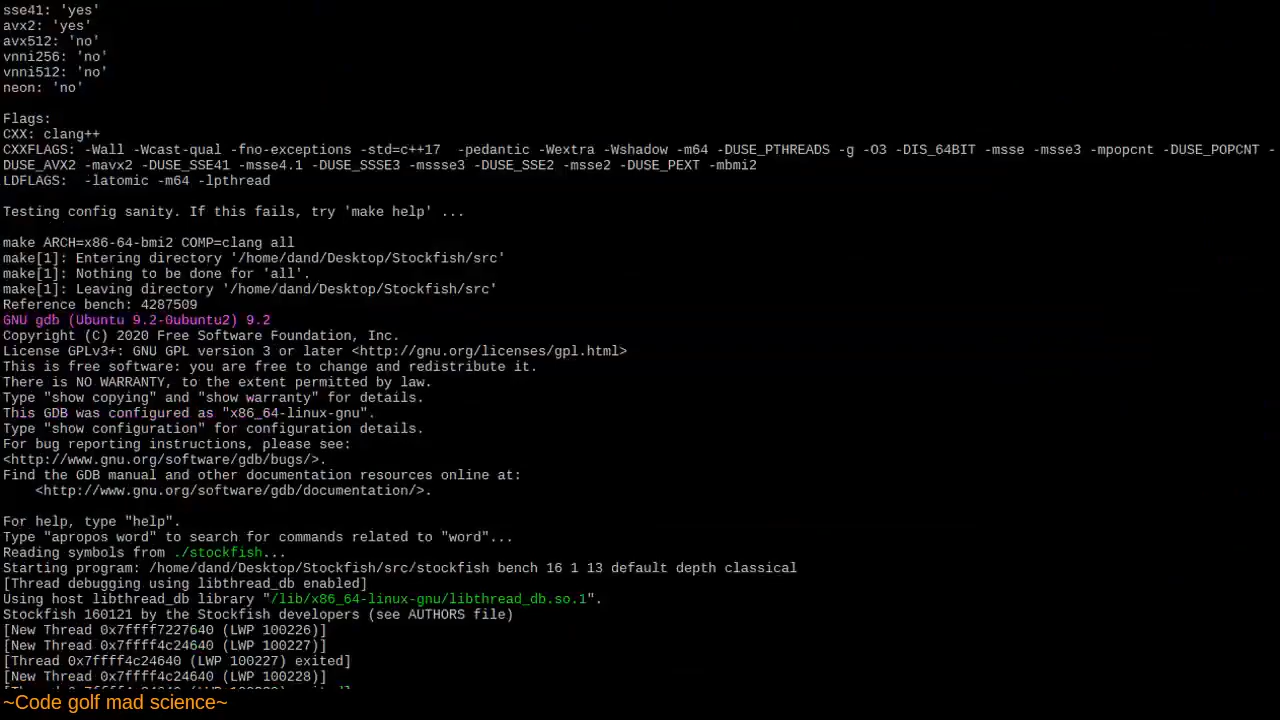 sse41: 'yes'
avx2: 'yes'
avx512: 'no'
vnni256: 'no'
vnni512: 'no'
neon: 'no'
Flags:
CXX: clang++
CXXFLAGS: -Wall -Wcast-qual -fno-exceptions -std=c++17  -pedantic -Wextra -Wshadow -m64 -DUSE_PTHREADS -g -O3 -DIS_64BIT -msse -msse3 -mpopcnt -DUSE_POPCNT -
DUSE_AVX2 -mavx2 -DUSE_SSE41 -msse4.1 -DUSE_SSSE3 -mssse3 -DUSE_SSE2 -msse2 -DUSE_PEXT -mbmi2
LDFLAGS:  -latomic -m64 -lpthread
Testing config sanity. If this fails, try 'make help' ...
make ARCH=x86-64-bmi2 COMP=clang all
make[1]: Entering directory '/home/dand/Desktop/Stockfish/src'
make[1]: Nothing to be done for 'all'.
make[1]: Leaving directory '/home/dand/Desktop/Stockfish/src'
Reference bench: 4287509
GNU gdb (Ubuntu 9.2-0ubuntu2) 9.2
Copyright (C) 2020 Free Software Foundation, Inc.
License GPLv3+: GNU GPL version 3 or later <http://gnu.org/licenses/gpl.html>
This is free software: you are free to change and redistribute it.
There is NO WARRANTY, to the extent permitted by law.
Type "show copying" and "show warranty" for details.
This GDB was configured as "x86_64-linux-gnu".
Type "show configuration" for configuration details.
For bug reporting instructions, please see:
<http://www.gnu.org/software/gdb/bugs/>.
Find the GDB manual and other documentation resources online at:
    <http://www.gnu.org/software/gdb/documentation/>.
For help, type "help".
Type "apropos word" to search for commands related to "word"...
Reading symbols from ./stockfish...
Starting program: /home/dand/Desktop/Stockfish/src/stockfish bench 16 1 13 default depth classical
[Thread debugging using libthread_db enabled]
Using host libthread_db library "/lib/x86_64-linux-gnu/libthread_db.so.1".
Stockfish 160121 by the Stockfish developers (see AUTHORS file)
[New Thread 0x7ffff7227640 (LWP 100226)]
[New Thread 0x7ffff4c24640 (LWP 100227)]
[Thread 0x7ffff4c24640 (LWP 100227) exited]
[New Thread 0x7ffff4c24640 (LWP 100228)]
~Code golf mad science~